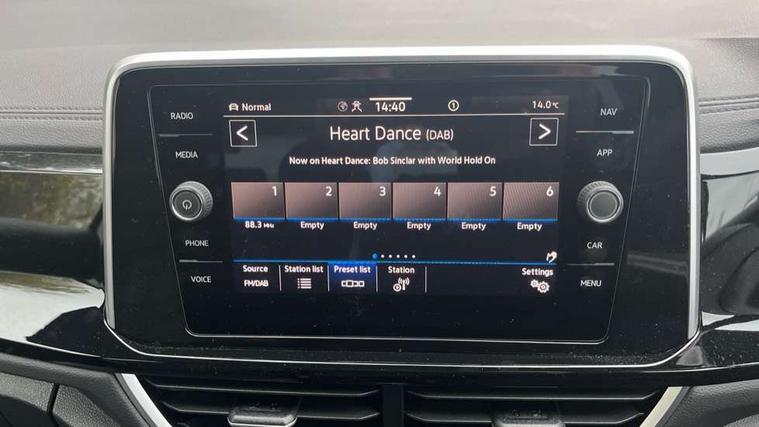 RADIO
MEDIA
PHONE
VOICE
Normal 14:40 1 14.0°C
Heart Dance (DAB)
Now on Heart Dance: Bob Sinclar with World Hold On
1 2 3 4 5 6
88.3 MHz Empty Empty Empty Empty Empty
Source Station list Preset list Station Settings
FM/DAB
NAV
APP
CAR
MENU